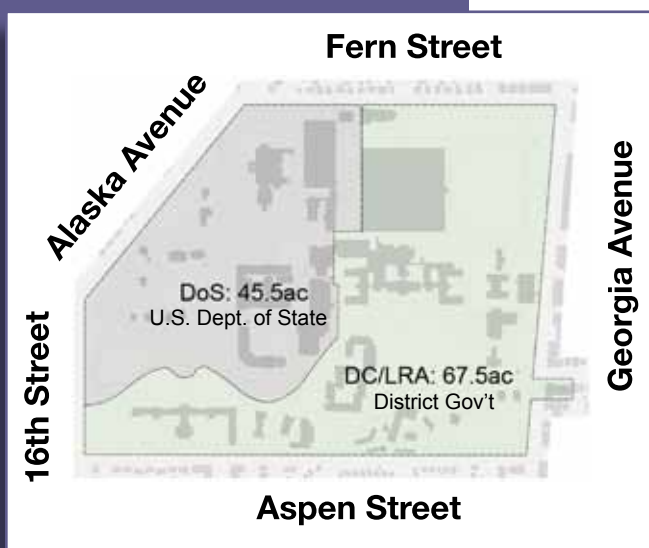 Fern Street
Alaska Avenue
16th Street
DoS: 45.5ac
U.S. Dept. of State
DC/LRA: 67.5ac
District Gov't
Georgia Avenue
Aspen Street